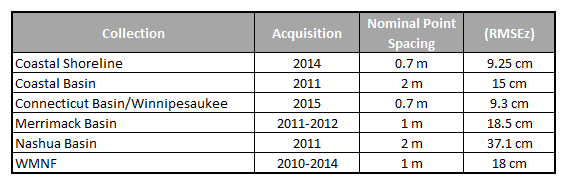 Collection Acquisition Nominal Point Spacing (RMSEz)
Coastal Shoreline 2014 0.7 m 9.25 cm
Coastal Basin 2011 2 m 15 cm
Connecticut Basin/Winnipesaukee 2015 0.7 m 9.3 cm
Merrimack Basin 2011-2012 1 m 18.5 cm
Nashua Basin 2011 2 m 37.1 cm
WMNF 2010-2014 1 m 18 cm